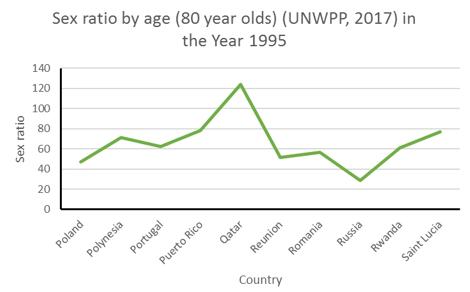 Sex ratio by age (80 year olds) (UNWPP, 2017) in
the Year 1995
140
120
100
80
60
40
20
0
Sex ratio
Poland
Polynesia
Portugal
Puerto Rico
Qatar
Reunion
Romania
Russia
Rwanda
Saint Lucia
Country